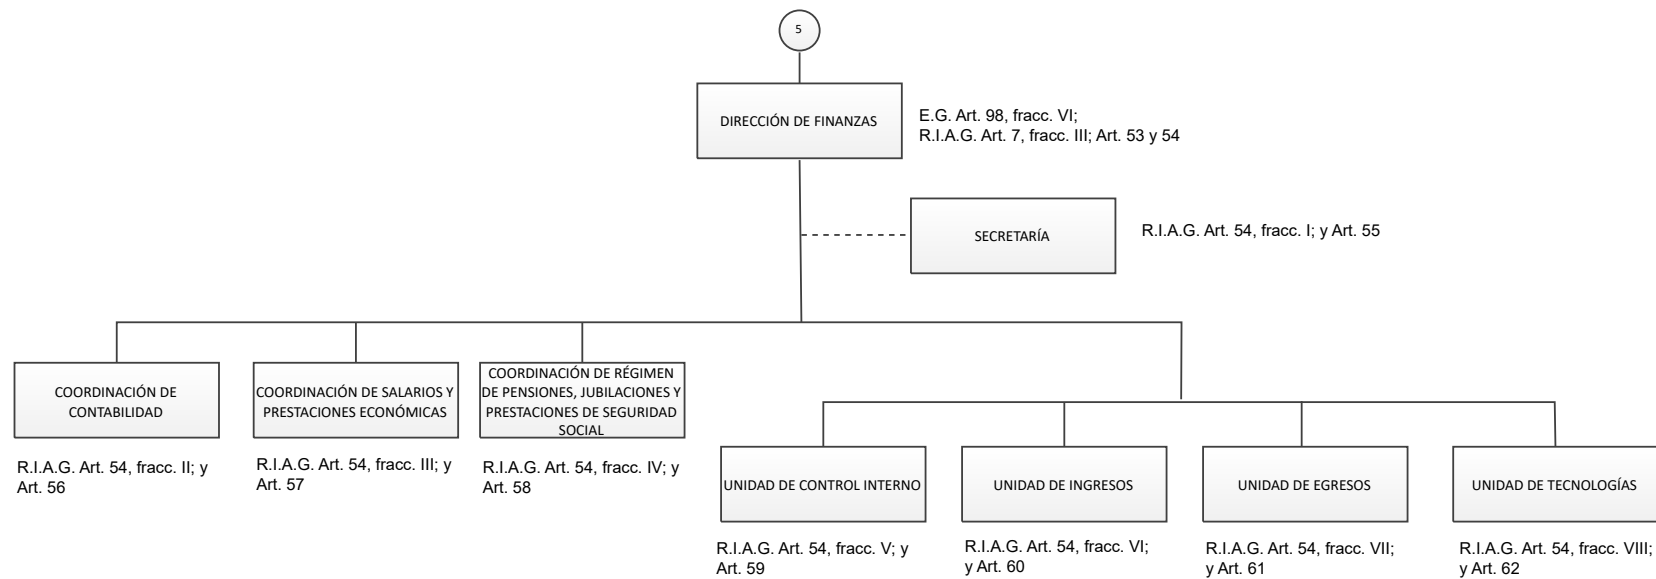 5
DIRECCIÓN DE FINANZAS
E.G. Art. 98, fracc. VI;
R.I.A.G. Art. 7, fracc. III; Art. 53 y 54
SECRETARÍA
R.I.A.G. Art. 54, fracc. I; y Art. 55
COORDINACIÓN DE
CONTABILIDAD
R.I.A.G. Art. 54, fracc. II; y
Art. 56
COORDINACIÓN DE SALARIOS Y
PRESTACIONES ECONÓMICAS
R.I.A.G. Art. 54, fracc. III; y
Art. 57
COORDINACIÓN DE RÉGIMEN
DE PENSIONES, JUBILACIONES Y
PRESTACIONES DE SEGURIDAD
SOCIAL
R.I.A.G. Art. 54, fracc. IV; y
Art. 58
UNIDAD DE CONTROL INTERNO
R.I.A.G. Art. 54, fracc. V; y
Art. 59
UNIDAD DE INGRESOS
R.I.A.G. Art. 54, fracc. VI;
y Art. 60
UNIDAD DE EGRESOS
R.I.A.G. Art. 54, fracc. VII;
y Art. 61
UNIDAD DE TECNOLOGÍAS
R.I.A.G. Art. 54, fracc. VIII;
y Art. 62